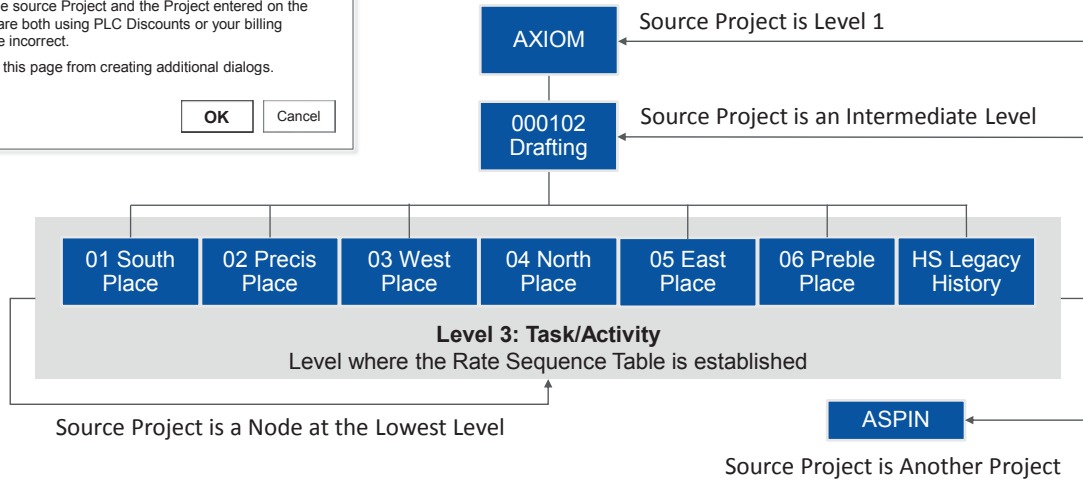 e source Project and the Project entered on the
are both using PLC Discounts or your billing
e incorrect.
this page from creating additional dialogs.
OK Cancel
AXIOM
Source Project is Level 1
000102
Drafting
Source Project is an Intermediate Level
01 South
Place
02 Precis
Place
03 West
Place
04 North
Place
05 East
Place
06 Preble
Place
HS Legacy
History
Level 3: Task/Activity
Level where the Rate Sequence Table is established
Source Project is a Node at the Lowest Level
ASPIN
Source Project is Another Project